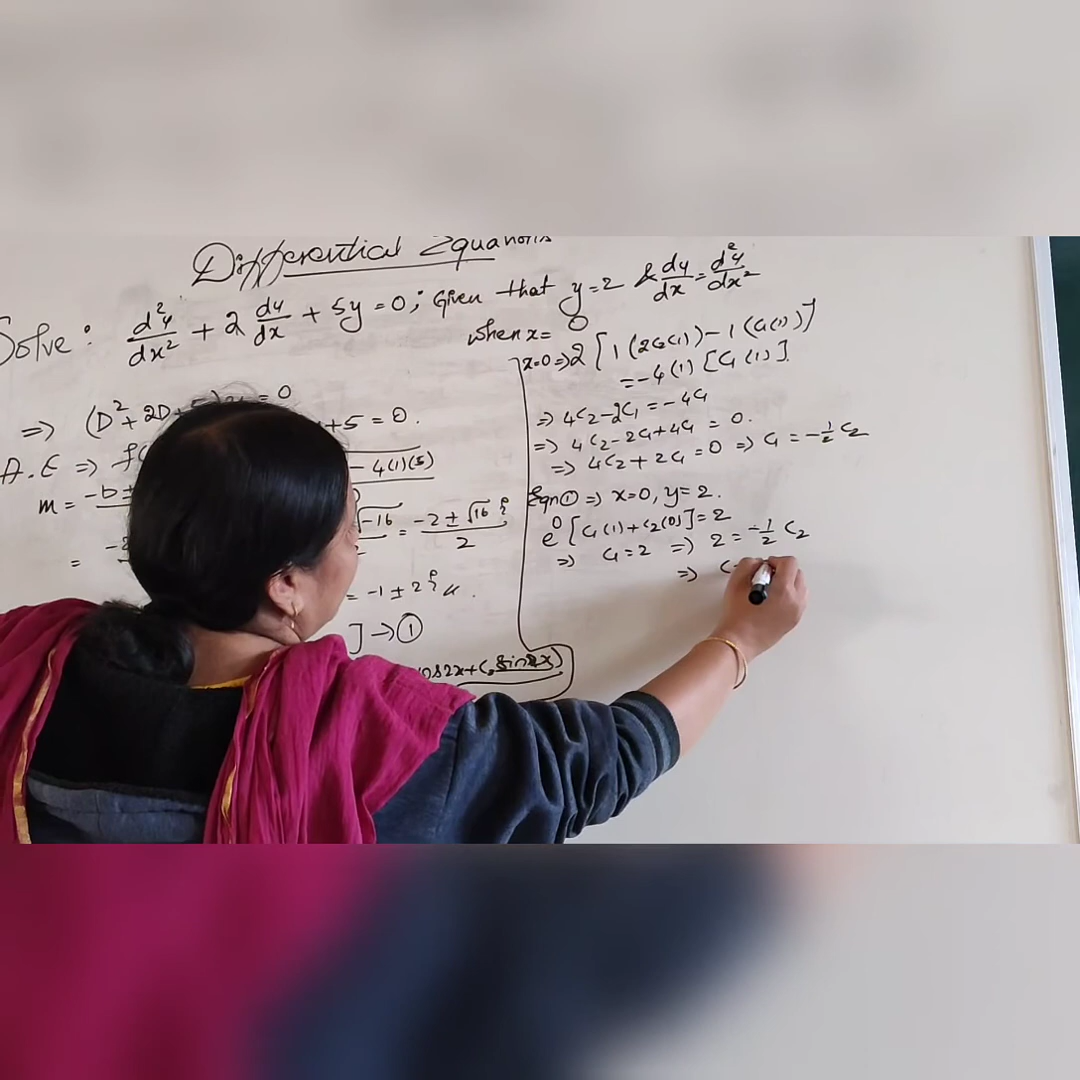 Differential Equations
Solve: d²y/dx² + 2 dy/dx + 5y = 0; Given that y=2 & dy/dx = d²y/dx²
when x = 0
⇒ (D² + 2D + 5)y = 0
+5 = 0.
A.E ⇒ f(
m = -b ±
- 4(1)(5)
= -2
√-16 = -2 ± √16 i / 2
= -1 ± 2i
] → ①
cos2x + C₂ sin2x)
x=0 ⇒ 2[1(2C₂(1)) - 1(C₁(1))]
= -4(1)[C₁(1)].
⇒ 4C₂ - 2C₁ = -4C₁
⇒ 4C₂ - 2C₁ + 4C₁ = 0.
⇒ 4C₂ + 2C₁ = 0 ⇒ C₁ = -½ C₂
Eqn ① ⇒ x=0, y=2.
e⁰[C₁(1) + C₂(0)] = 2
⇒ C₁ = 2 ⇒ 2 = -½ C₂
⇒ C